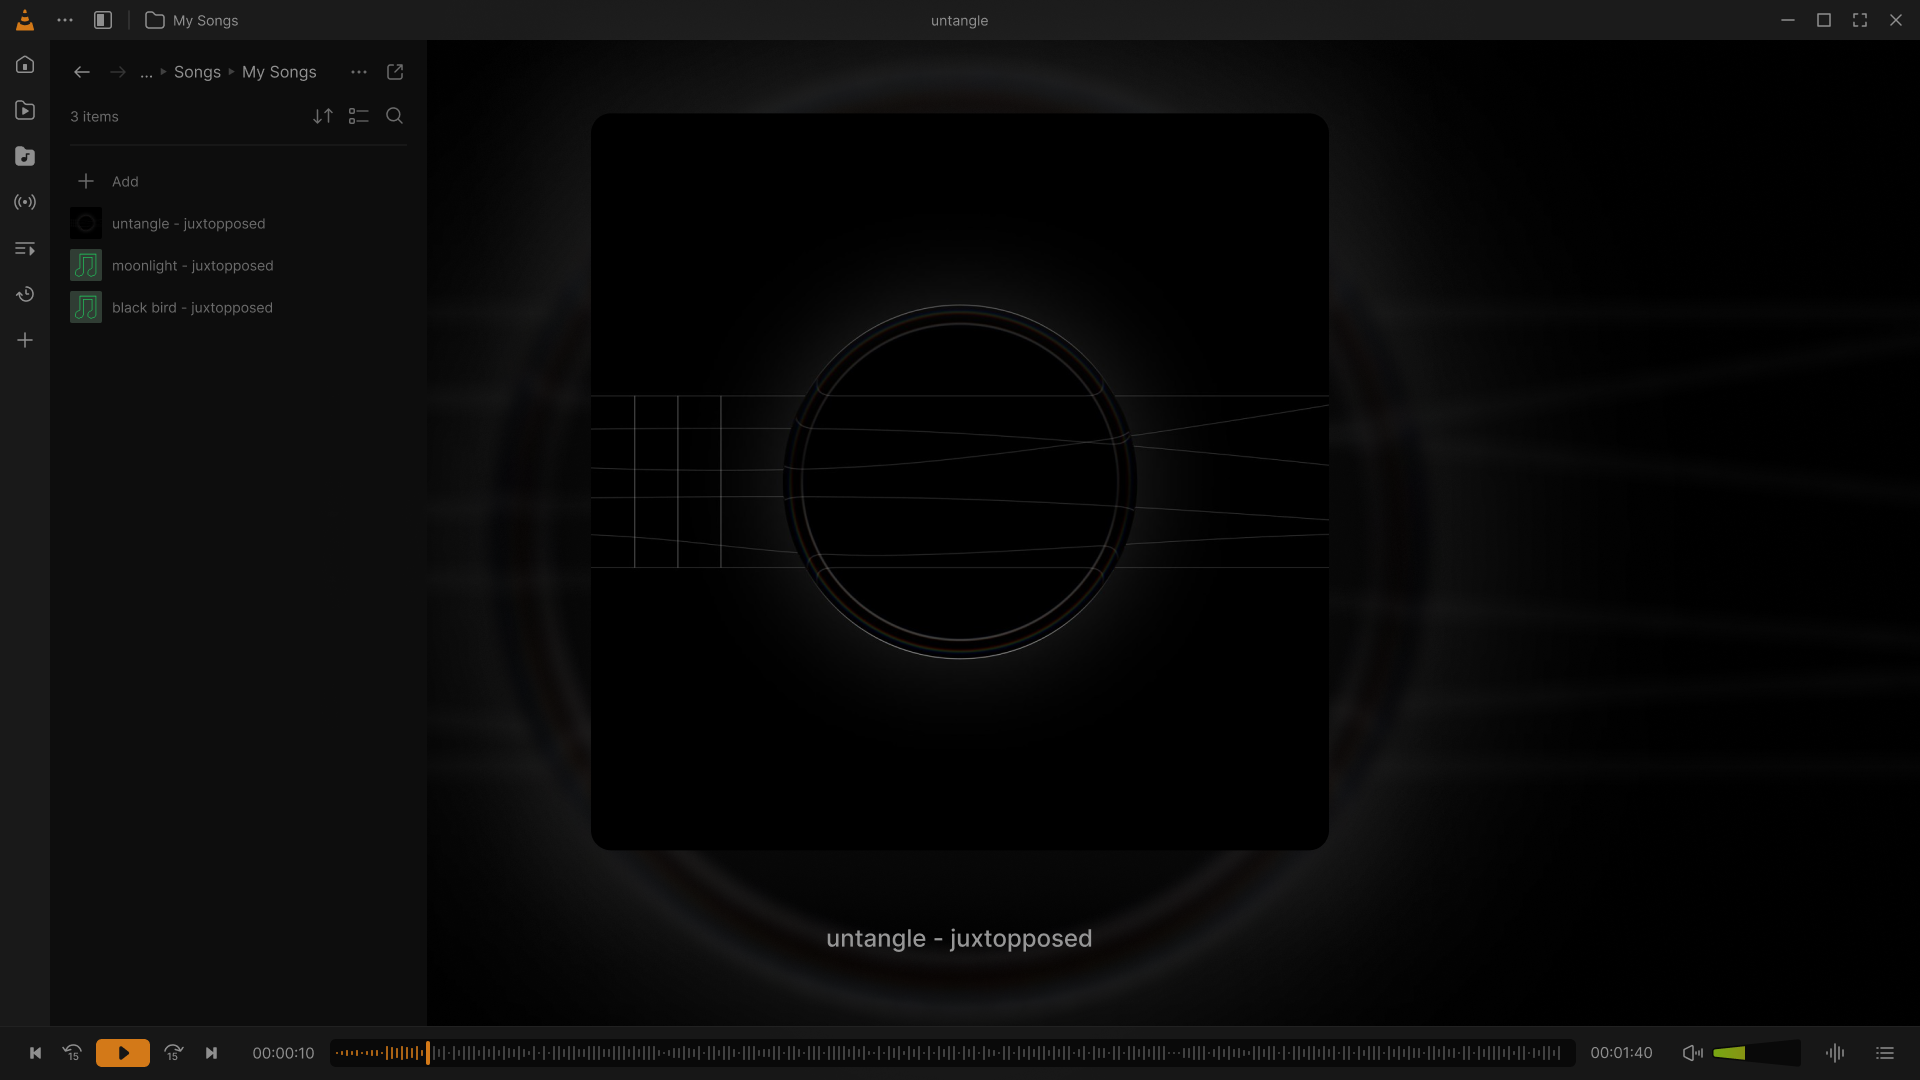 My Songs
untangle
... Songs My Songs
3 items
Add
untangle - juxtopposed
moonlight - juxtopposed
black bird - juxtopposed
untangle - juxtopposed
15
15
00:00:10
00:01:40